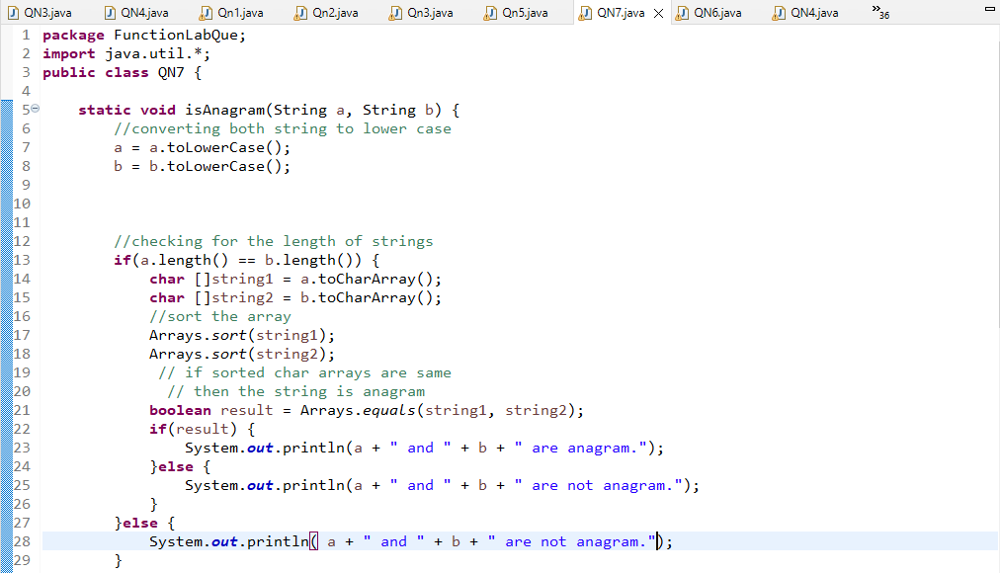 QN3.java QN4.java Qn1.java Qn2.java Qn3.java Qn5.java QN7.java QN6.java QN4.java 36
1 package FunctionLabQue;
2 import java.util.*;
3 public class QN7 {
4
5 static void isAnagram(String a, String b) {
6 //converting both string to lower case
7 a = a.toLowerCase();
8 b = b.toLowerCase();
9
10
11
12 //checking for the length of strings
13 if(a.length() == b.length()) {
14 char []string1 = a.toCharArray();
15 char []string2 = b.toCharArray();
16 //sort the array
17 Arrays.sort(string1);
18 Arrays.sort(string2);
19 // if sorted char arrays are same
20 // then the string is anagram
21 boolean result = Arrays.equals(string1, string2);
22 if(result) {
23 System.out.println(a + " and " + b + " are anagram.");
24 }else {
25 System.out.println(a + " and " + b + " are not anagram.");
26 }
27 }else {
28 System.out.println( a + " and " + b + " are not anagram.");
29 }